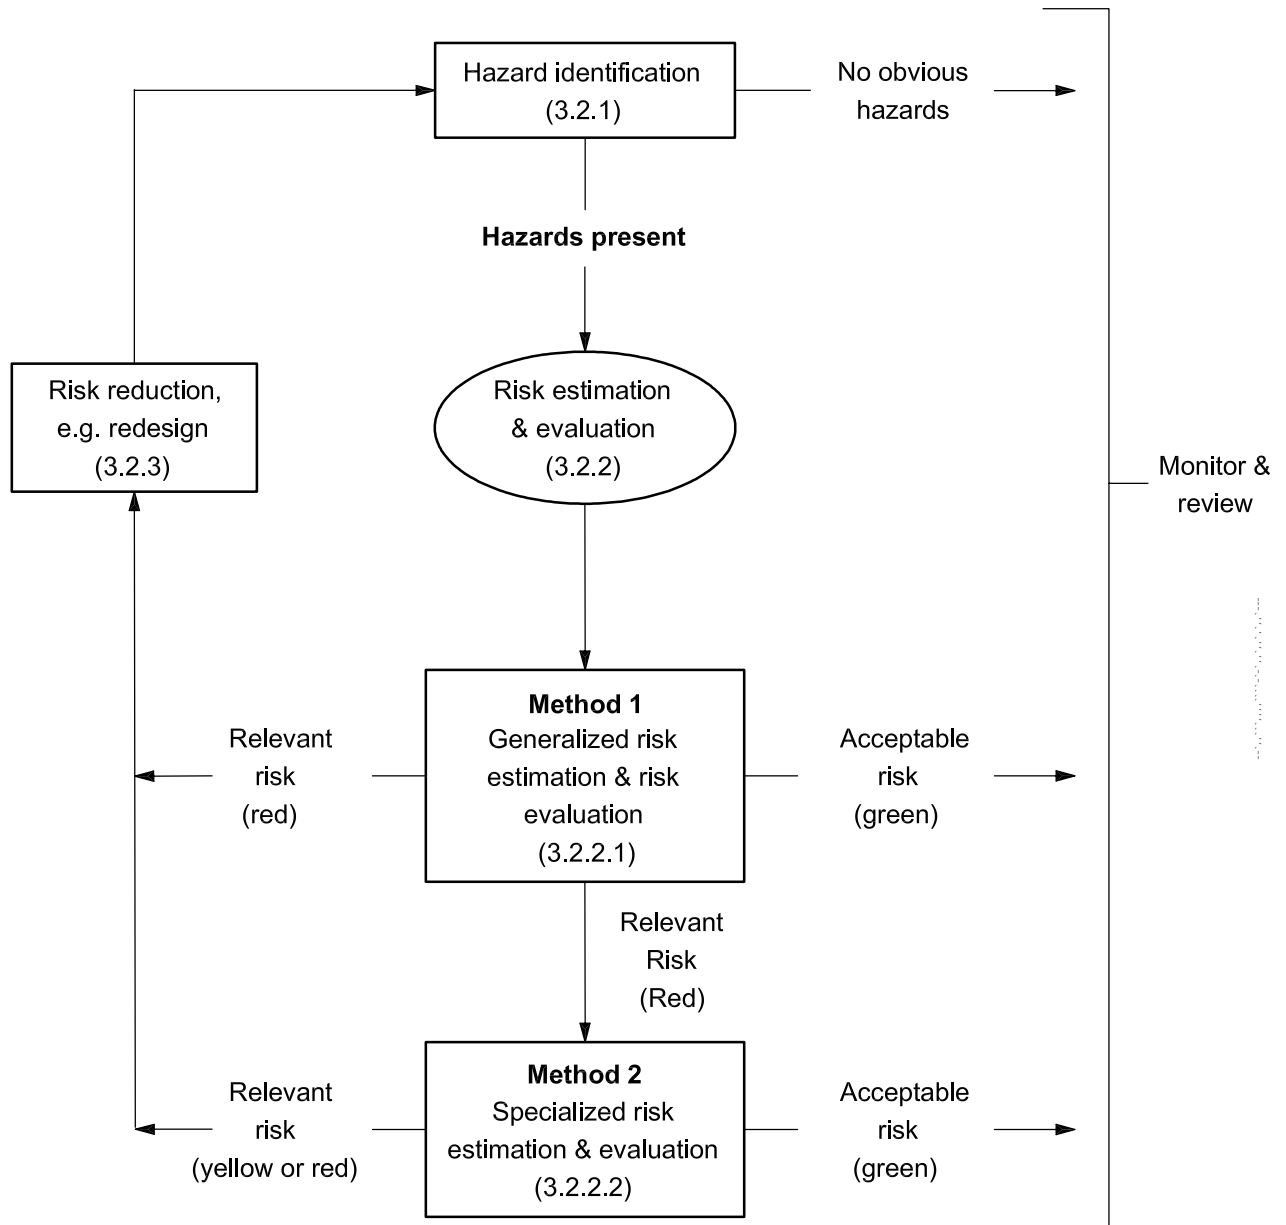 Hazard identification
(3.2.1)
No obvious
hazards
Hazards present
Risk reduction,
e.g. redesign
(3.2.3)
Risk estimation
& evaluation
(3.2.2)
Monitor &
review
Relevant
risk
(red)
Method 1
Generalized risk
estimation & risk
evaluation
(3.2.2.1)
Acceptable
risk
(green)
Relevant
Risk
(Red)
Relevant
risk
(yellow or red)
Method 2
Specialized risk
estimation & evaluation
(3.2.2.2)
Acceptable
risk
(green)